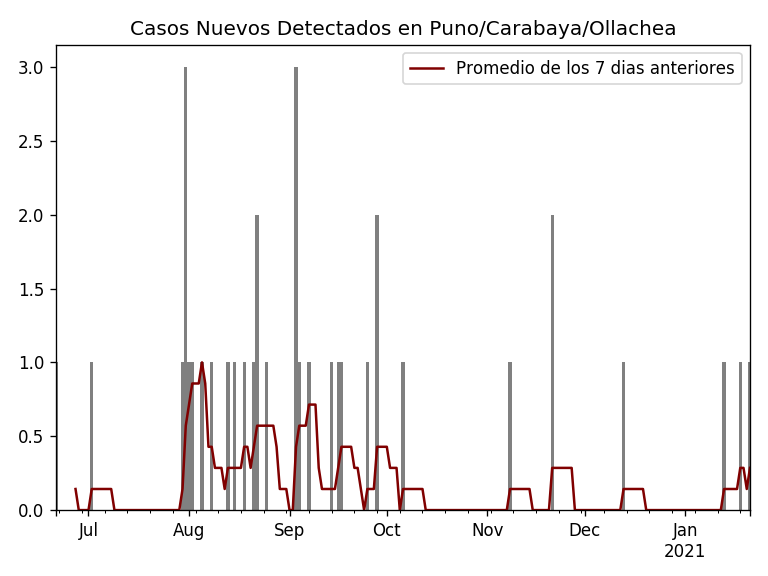 Casos Nuevos Detectados en Puno/Carabaya/Ollachea
Promedio de los 7 dias anteriores
3.0
2.5
2.0
1.5
1.0
0.5
0.0
Jul Aug Sep Oct Nov Dec Jan
2021